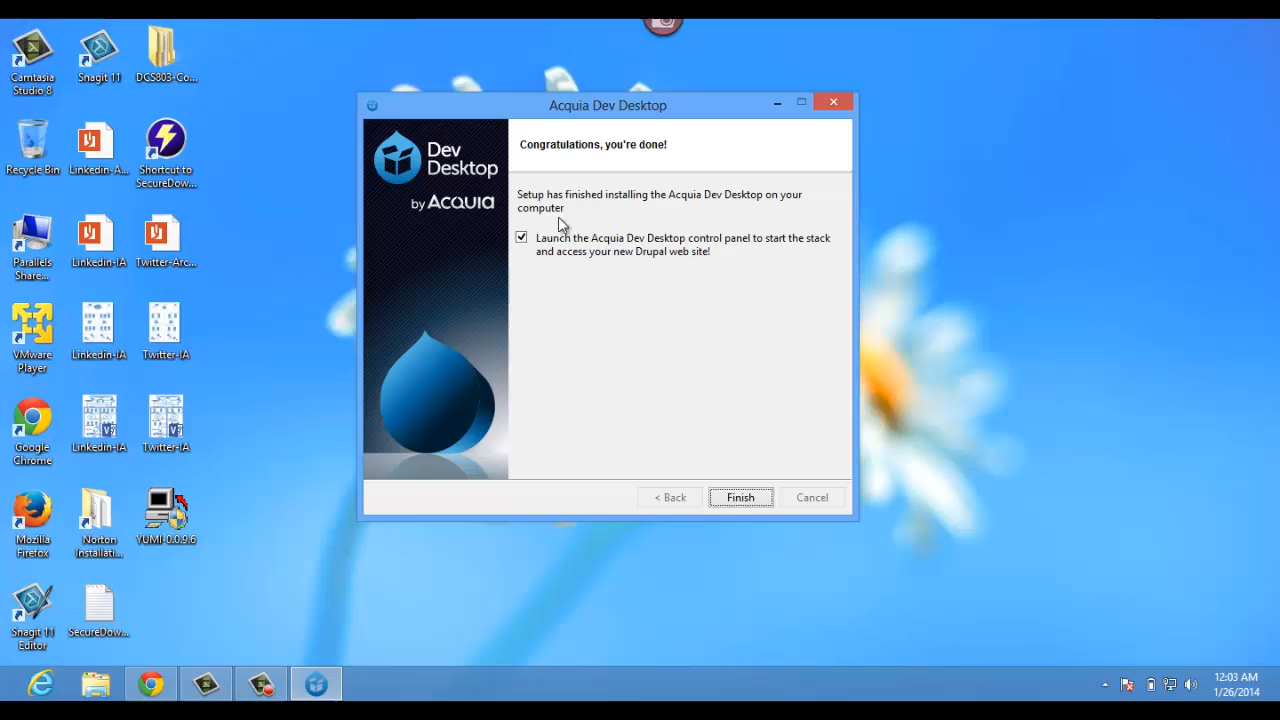 Camtasia
Studio 8
Snagit 11
DCS803-Co...
Recycle Bin
Linkedin-A...
Shortcut to
SecureDow...
Parallels
Share...
Linkedin-IA
Twitter-Arc...
VMware
Player
Linkedin-IA
Twitter-IA
Google
Chrome
Linkedin-IA
Twitter-IA
Mozilla
Firefox
Norton
Installati...
YUMI-0.0.9.6
Snagit 11
Editor
SecureDow...
Acquia Dev Desktop
Dev
Desktop
by Acquia
Congratulations, you're done!
Setup has finished installing the Acquia Dev Desktop on your
computer
Launch the Acquia Dev Desktop control panel to start the stack
and access your new Drupal web site!
< Back
Finish
Cancel
12:03 AM
1/26/2014